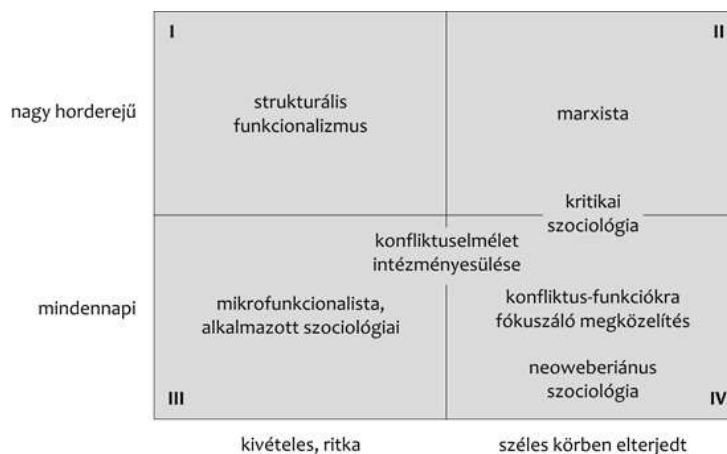 I
II
nagy horderejű
strukturális
funkcionalizmus
marxista
kritikai
szociológia
konfliktuselmélet
intézményesülése
mindennapi
mikrofunkcionalista,
alkalmazott szociológiai
konfliktus-funkciókra
fókuszáló megközelítés
neoweberiánus
szociológia
III
IV
kivételes, ritka
széles körben elterjedt